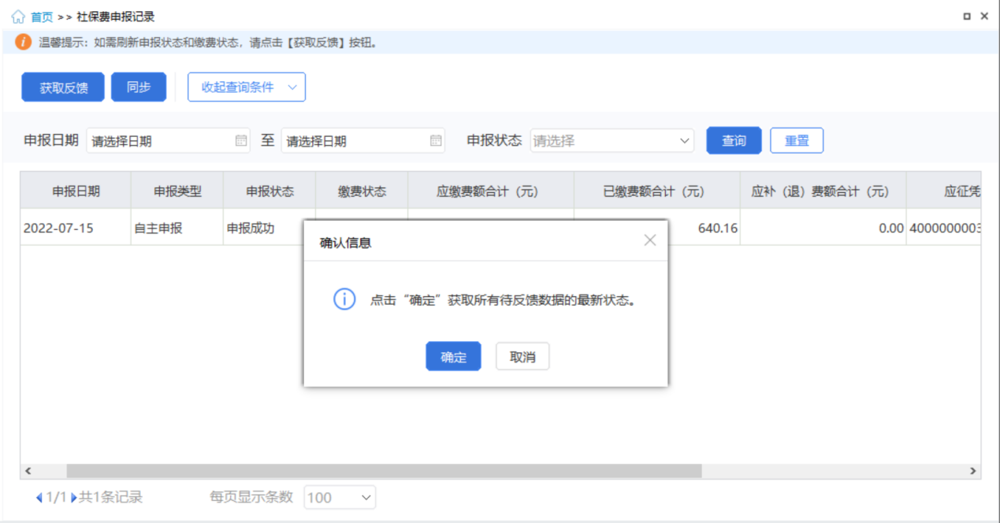 首页 >> 社保费申报记录
温馨提示：如需刷新申报状态和缴费状态，请点击【获取反馈】按钮。
获取反馈 同步 收起查询条件
申报日期 请选择日期 至 请选择日期 申报状态 请选择 查询 重置
申报日期 申报类型 申报状态 缴费状态 应缴费额合计（元） 已缴费额合计（元） 应补（退）费额合计（元） 应征凭
2022-07-15 自主申报 申报成功 640.16 0.00 4000000003
确认信息
点击“确定”获取所有待反馈数据的最新状态。
确定 取消
1/1 共1条记录 每页显示条数 100